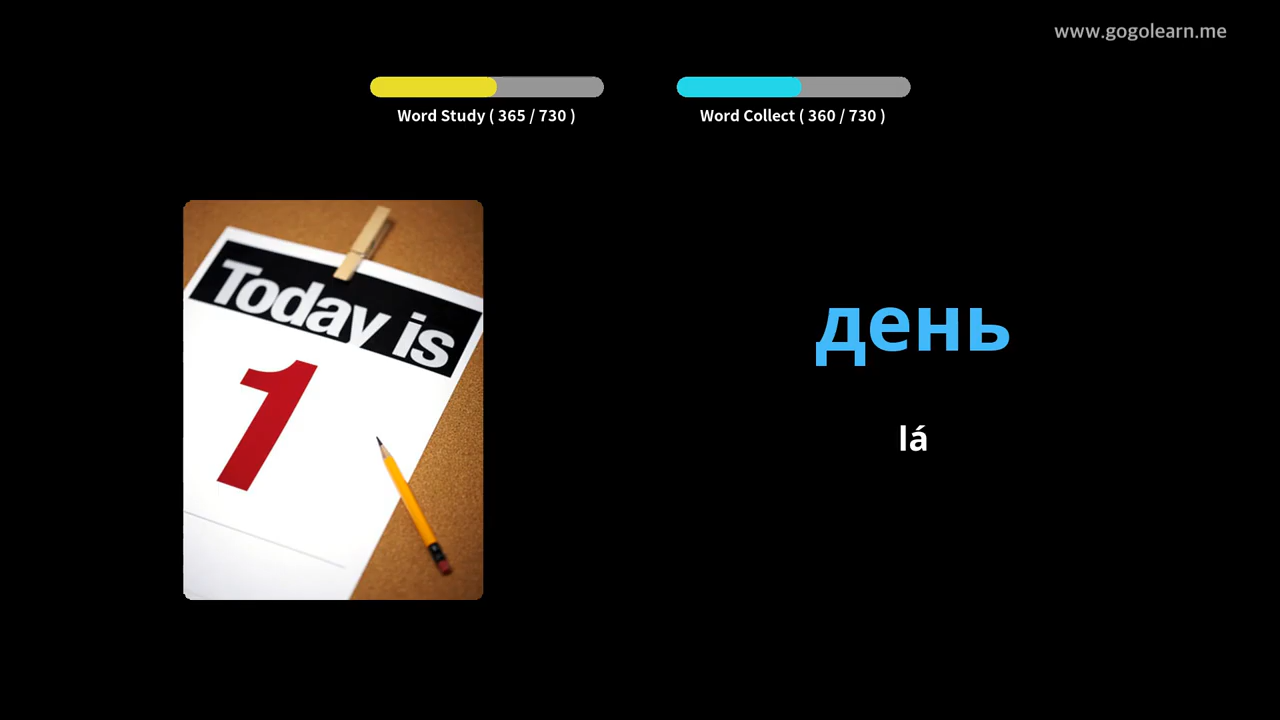 www.gogolearn.me
Word Study ( 365 / 730 )
Word Collect ( 360 / 730 )
Today is
1
день
lá